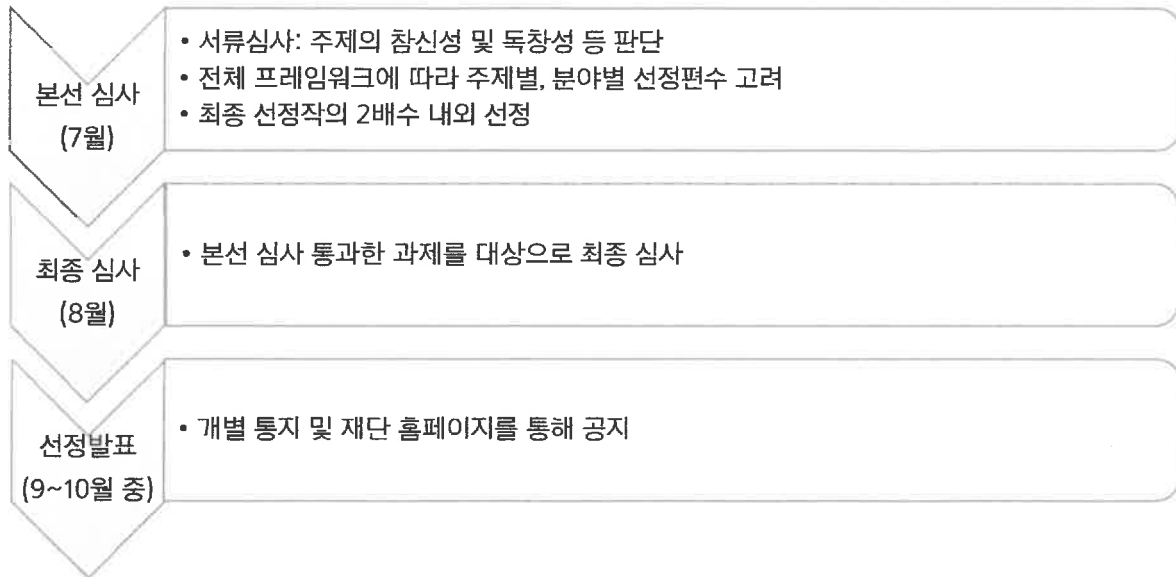 본선 심사
(7월)
• 서류심사: 주제의 참신성 및 독창성 등 판단
• 전체 프레임워크에 따라 주제별, 분야별 선정편수 고려
• 최종 선정작의 2배수 내외 선정
최종 심사
(8월)
• 본선 심사 통과한 과제를 대상으로 최종 심사
선정발표
(9~10월 중)
• 개별 통지 및 재단 홈페이지를 통해 공지